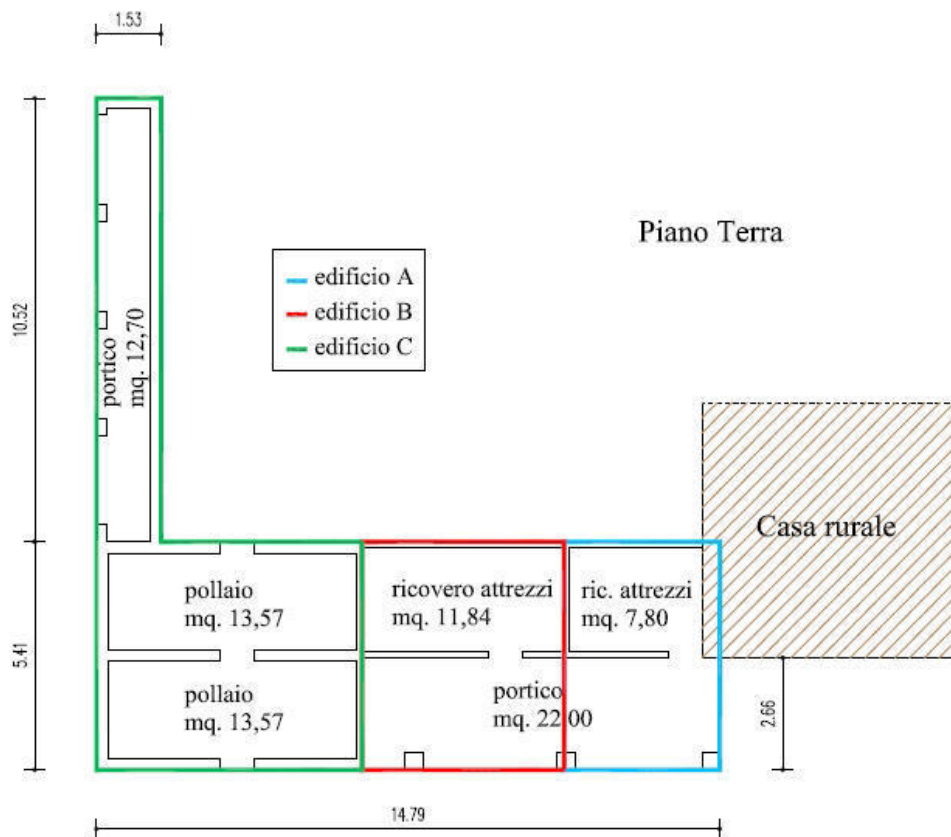 1.53
Piano Terra
edificio A
edificio B
edificio C
10.52
portico
mq. 12,70
Casa rurale
pollaio
mq. 13,57
ricovero attrezzi
mq. 11,84
ric. attrezzi
mq. 7,80
5.41
pollaio
mq. 13,57
portico
mq. 22,00
2.66
14.79